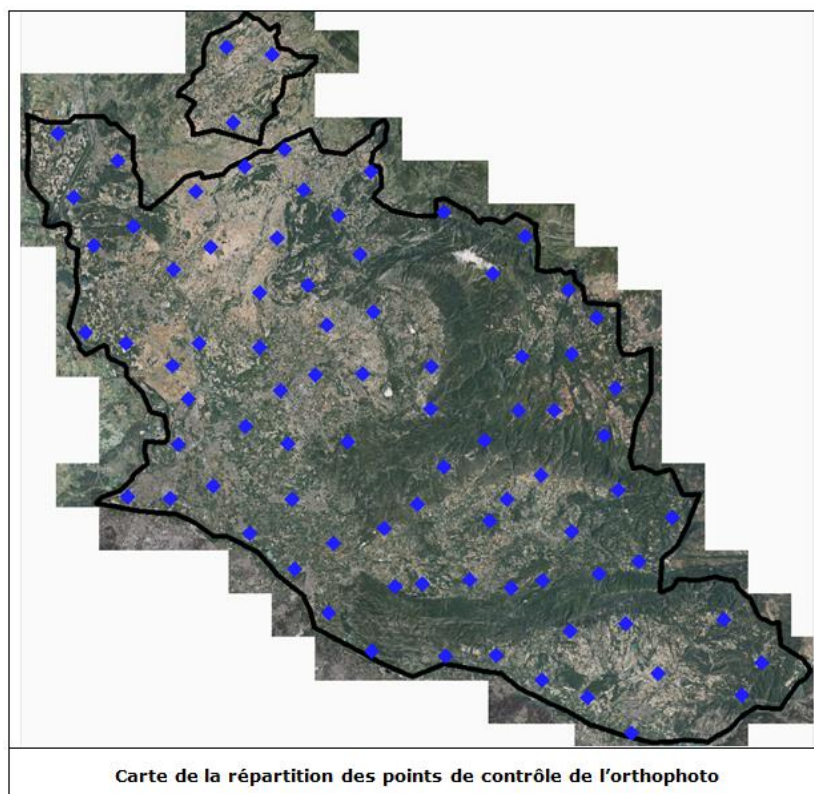 Carte de la répartition des points de contrôle de l’orthophoto